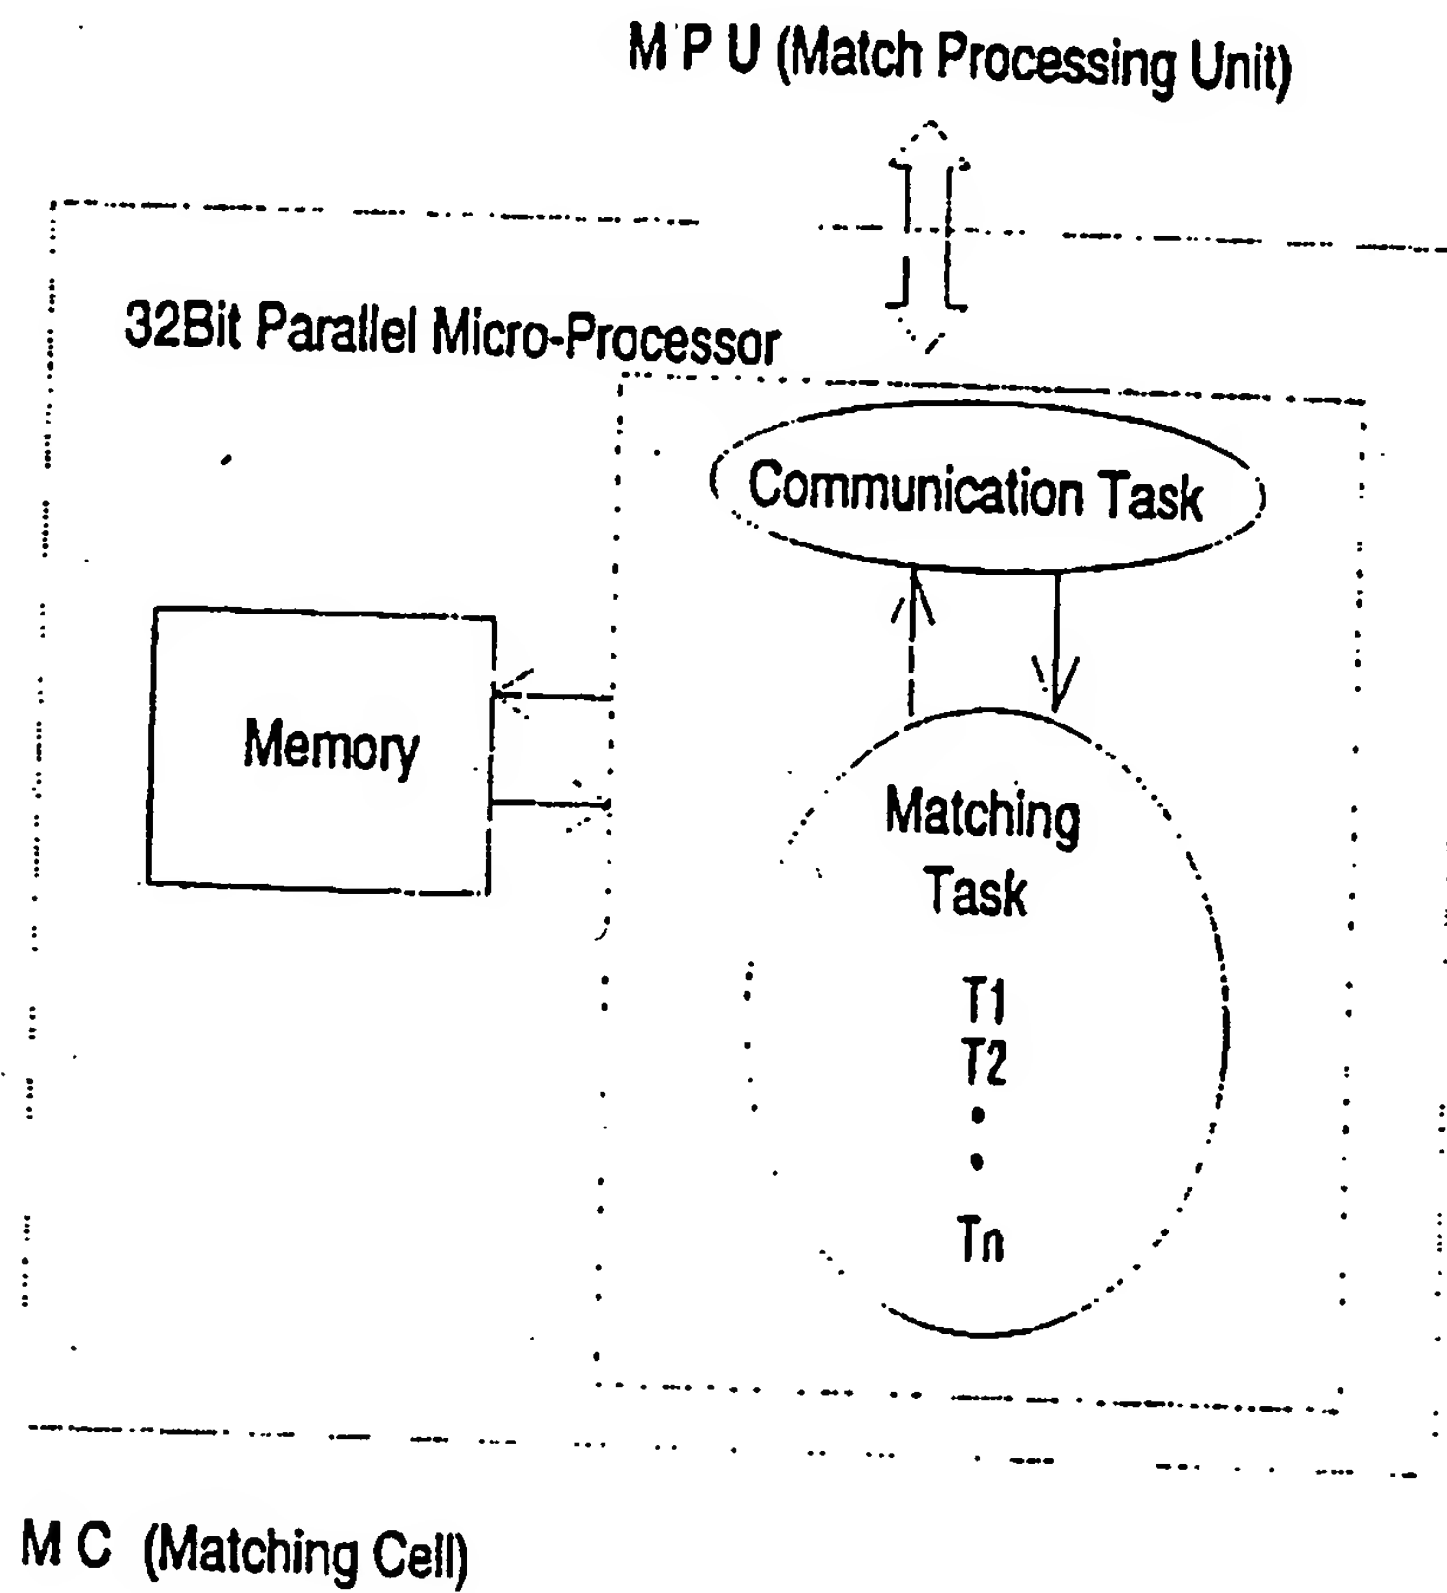 M P U (Match Processing Unit)
32Bit Parallel Micro-Processor
Communication Task
Memory
Matching
Task
T1
T2
•
•
Tn
M C (Matching Cell)